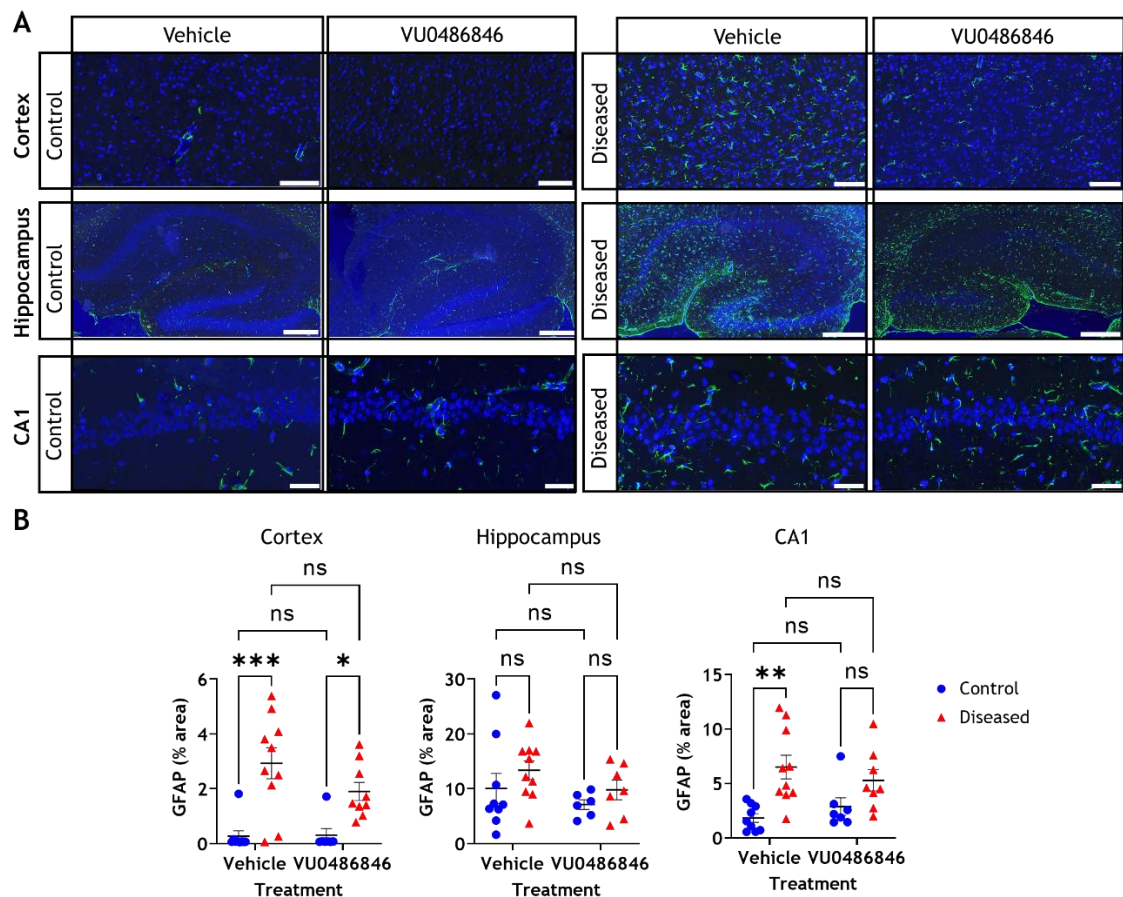 A
Vehicle
VU0486846
Vehicle
VU0486846
Cortex
Control
Diseased
Hippocampus
Control
Diseased
CA1
Control
Diseased
B
Cortex
Hippocampus
CA1
ns
ns
***
*
GFAP (% area)
6
4
2
0
Vehicle
VU0486846
Treatment
ns
ns
ns
ns
GFAP (% area)
30
20
10
0
Vehicle
VU0486846
Treatment
ns
ns
**
ns
GFAP (% area)
15
10
5
0
Vehicle
VU0486846
Treatment
Control
Diseased